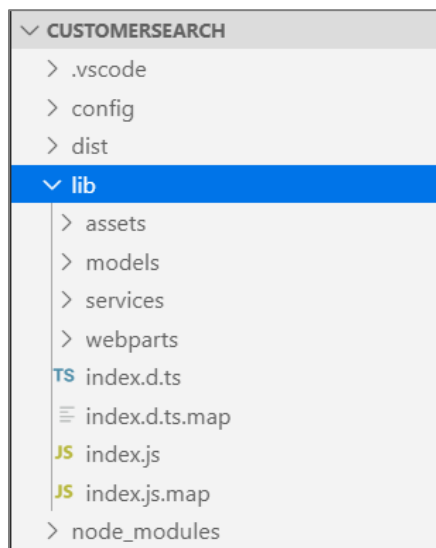 CUSTOMERSEARCH
.vscode
config
dist
lib
assets
models
services
webparts
TS index.d.ts
index.d.ts.map
JS index.js
JS index.js.map
node_modules